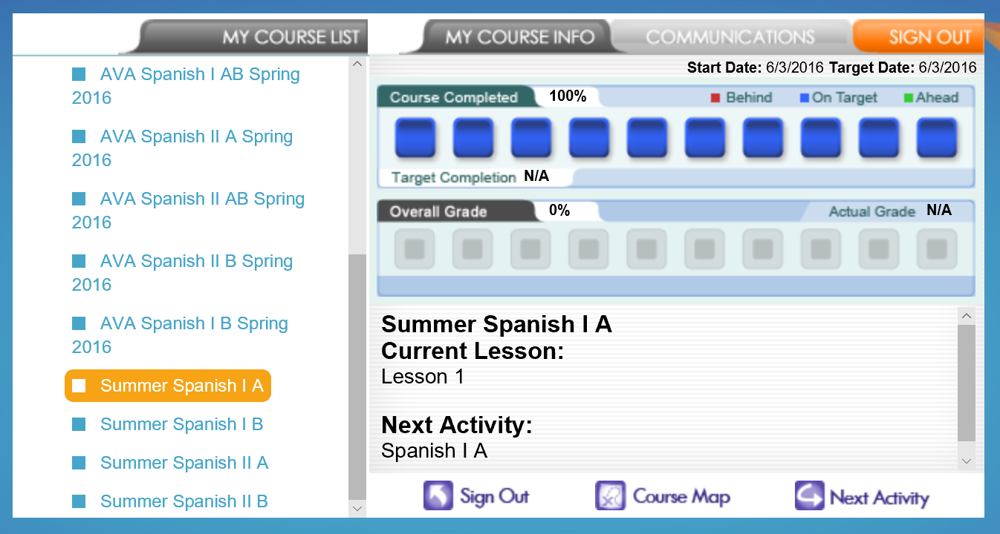 MY COURSE LIST
AVA Spanish I AB Spring
2016
AVA Spanish II A Spring
2016
AVA Spanish II AB Spring
2016
AVA Spanish II B Spring
2016
AVA Spanish I B Spring
2016
Summer Spanish I A
Summer Spanish I B
Summer Spanish II A
Summer Spanish II B
MY COURSE INFO COMMUNICATIONS SIGN OUT
Start Date: 6/3/2016 Target Date: 6/3/2016
Course Completed 100% Behind On Target Ahead
Target Completion N/A
Overall Grade 0% Actual Grade N/A
Summer Spanish I A
Current Lesson:
Lesson 1
Next Activity:
Spanish I A
Sign Out Course Map Next Activity